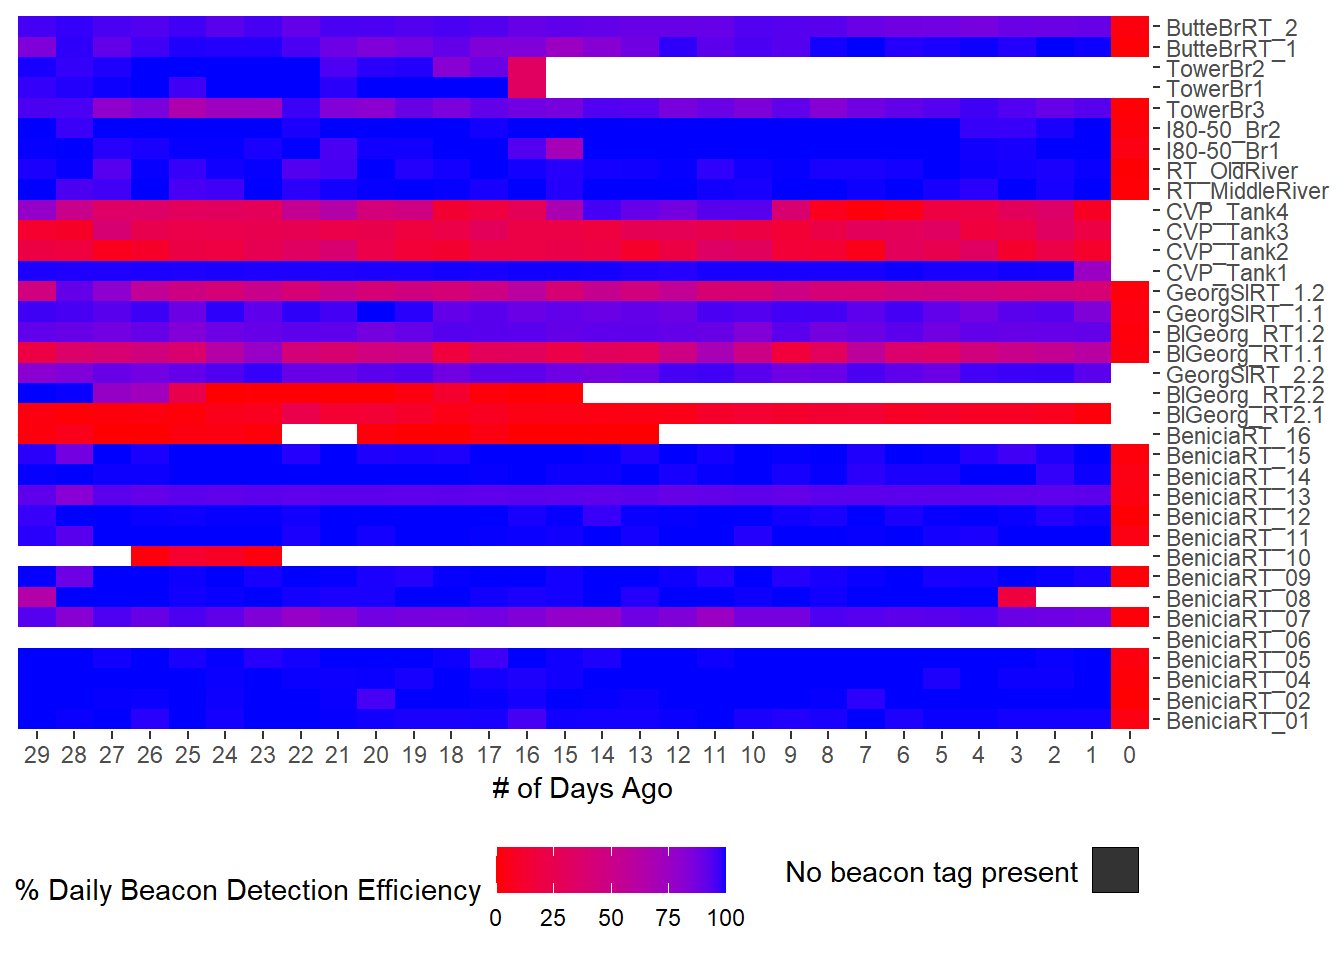 ButteBrRT_2
ButteBrRT_1
TowerBr2
TowerBr1
TowerBr3
I80-50_Br2
I80-50_Br1
RT_OldRiver
RT_MiddleRiver
CVP_Tank4
CVP_Tank3
CVP_Tank2
CVP_Tank1
GeorgSlRT_1.2
GeorgSlRT_1.1
BlGeorg_RT1.2
BlGeorg_RT1.1
GeorgSlRT_2.2
BlGeorg_RT2.2
BlGeorg_RT2.1
BeniciaRT_16
BeniciaRT_15
BeniciaRT_14
BeniciaRT_13
BeniciaRT_12
BeniciaRT_11
BeniciaRT_10
BeniciaRT_09
BeniciaRT_08
BeniciaRT_07
BeniciaRT_06
BeniciaRT_05
BeniciaRT_04
BeniciaRT_02
BeniciaRT_01
29 28 27 26 25 24 23 22 21 20 19 18 17 16 15 14 13 12 11 10 9 8 7 6 5 4 3 2 1 0
# of Days Ago
% Daily Beacon Detection Efficiency
0 25 50 75 100
No beacon tag present